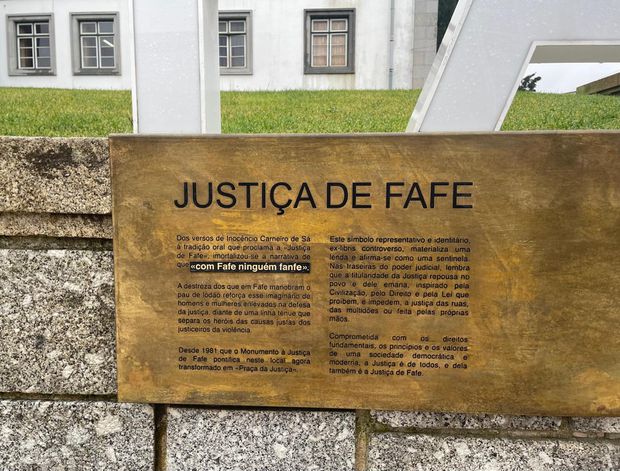 JUSTIÇA DE FAFE
Dos versos de Inocêncio Carneiro de Sá
à tradição oral que proclama a «Justiça
de Fafe», imortalizou-se a narrativa de
que «com Fafe ninguém fanfe».
A destreza dos que em Fafe manobram o
pau de lódão reforça esse imaginário de
homens e mulheres enlevados na defesa
da justiça, diante de uma linha ténue que
separa os heróis das causas justas dos
justiceiros da violência.
Desde 1981 que o Monumento à Justiça
de Fafe pontifica neste local, agora
transformado em «Praça da Justiça».
Este símbolo representativo e identitário,
ex-líbris controverso, materializa uma
lenda e afirma-se como uma sentinela.
Nas traseiras do poder judicial, lembra
que a titularidade da Justiça repousa no
povo e dele emana, inspirado pela
Civilização, pelo Direito e pela Lei que
proíbem, e impedem, a justiça das ruas,
das multidões ou feita pelas próprias
mãos.
Comprometida com os direitos
fundamentais, os princípios e os valores
de uma sociedade democrática e
moderna, a Justiça é de todos, e dela
também é a Justiça de Fafe.